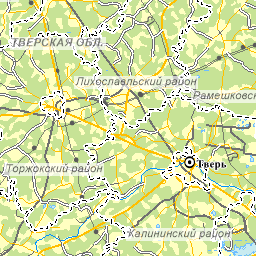 ТВЕРСКАЯ ОБЛ.
Лихославльский район
Рамешковс
Тверь
Торжокский район
Калининский район